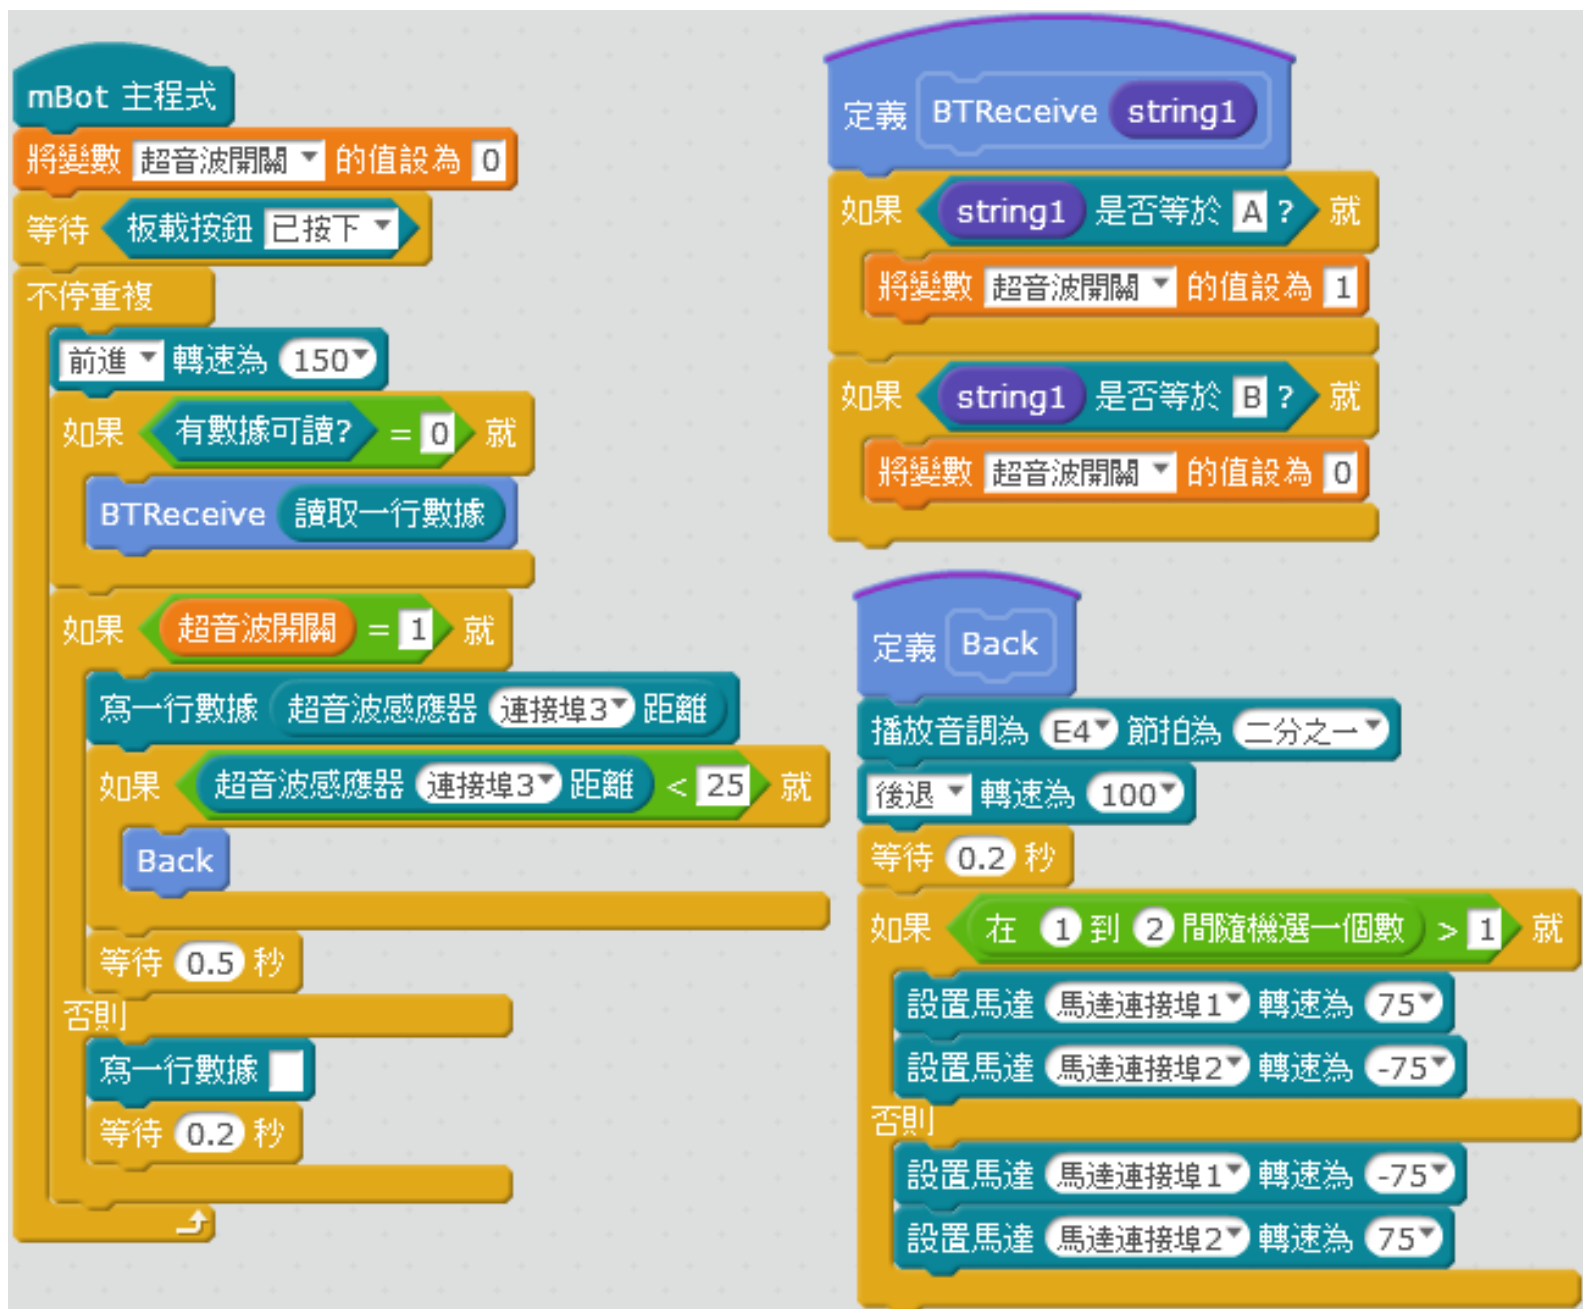 mBot 主程式
將變數 超音波開關 的值設為 0
等待 板載按鈕 已按下
不停重複
前進 轉速為 150
如果 有數據可讀? = 0 就
BTReceive 讀取一行數據
如果 超音波開關 = 1 就
寫一行數據 超音波感應器 連接埠3 距離
如果 超音波感應器 連接埠3 距離 < 25 就
Back
等待 0.5 秒
否則
寫一行數據
等待 0.2 秒
定義 BTReceive string1
如果 string1 是否等於 A ? 就
將變數 超音波開關 的值設為 1
如果 string1 是否等於 B ? 就
將變數 超音波開關 的值設為 0
定義 Back
播放音調為 E4 節拍為 二分之一
後退 轉速為 100
等待 0.2 秒
如果 在 1 到 2 間隨機選一個數 > 1 就
設置馬達 馬達連接埠1 轉速為 75
設置馬達 馬達連接埠2 轉速為 -75
否則
設置馬達 馬達連接埠1 轉速為 -75
設置馬達 馬達連接埠2 轉速為 75